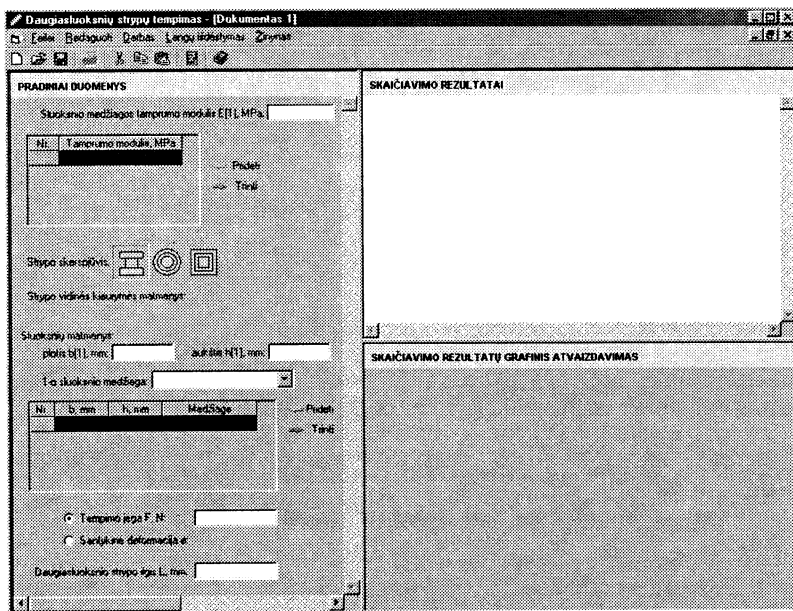 Daugiasluoksnių strypų tempimas - [Dukumentas 1]
Failai Redaguoti Darbas Langų išdėstymas Žinynas
PRADINIAI DUOMENYS
Sluoksnio medžiagos tamprumo modulis E[1], MPa:
Nr. Tamprumo modulis, MPa
Pridėti
Trinti
Strypo skerspjūvis:
Strypo vidinės kiaurymės matmenys:
Sluoksnių matmenys:
plotis b[1], mm: aukštis h[1], mm:
1-o sluoksnio medžiaga:
Nr. b, mm h, mm Medžiaga
Pridėti
Trinti
Tempimo jėga F, N:
Santykinė deformacija e:
Daugiasluoksnio strypo ilgis L, mm:
SKAIČIAVIMO REZULTATAI
SKAIČIAVIMO REZULTATŲ GRAFINIS ATVAIZDAVIMAS